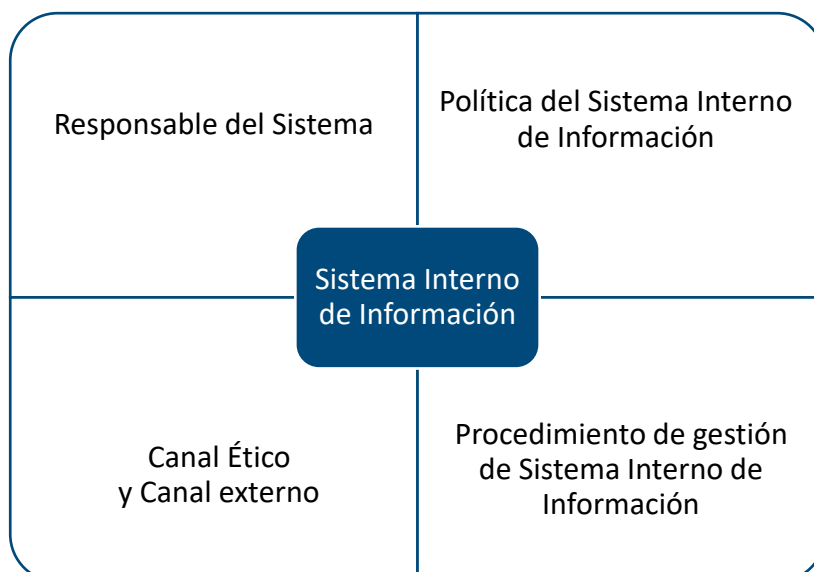 Responsable del Sistema
Política del Sistema Interno
de Información
Sistema Interno
de Información
Canal Ético
y Canal externo
Procedimiento de gestión
de Sistema Interno de
Información